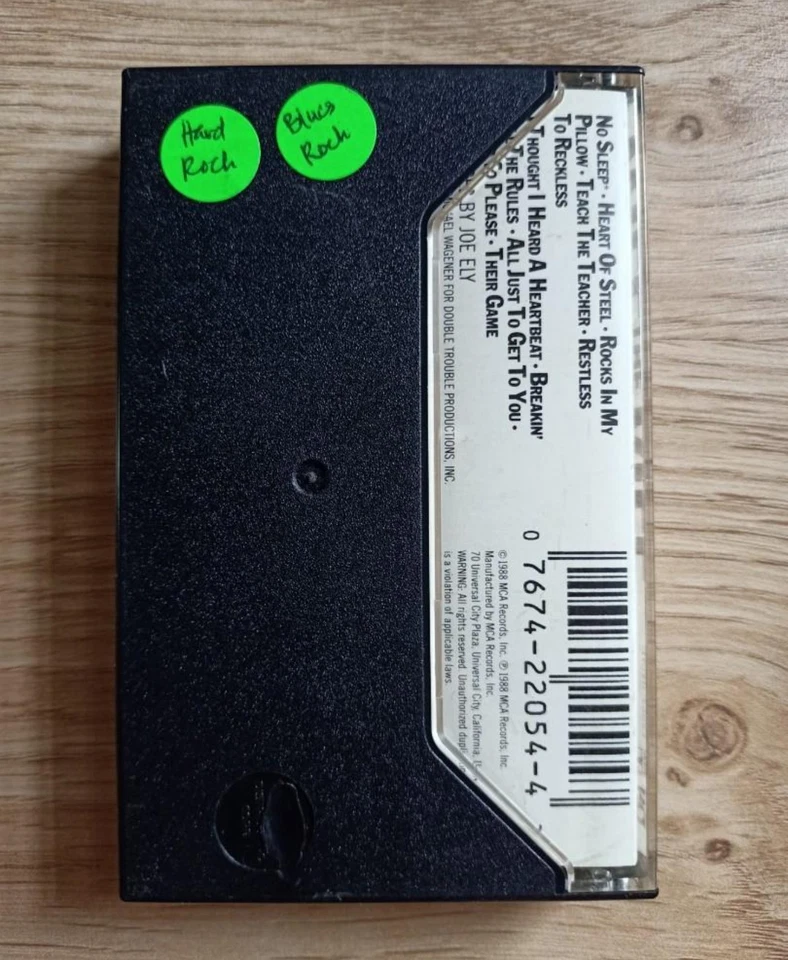 Hard
Rock
Blues
Rock
NO SLEEP* • HEART OF STEEL • ROCKS IN MY
PILLOW • TEACH THE TEACHER • RESTLESS
TO RECKLESS
THOUGHT I HEARD A HEARTBEAT • BREAKIN'
THE RULES • ALL JUST TO GET TO YOU •
PLEASE • THEIR GAME
BY JOE ELY
WAGENER FOR DOUBLE TROUBLE PRODUCTIONS, INC.
0 7674-22054-4
© 1988 MCA Records, Inc. ℗ 1988 MCA Records, Inc.
Manufactured by MCA Records, Inc.
70 Universal City Plaza, Universal City, California,
WARNING: All rights reserved. Unauthorized
is a violation of applicable laws.